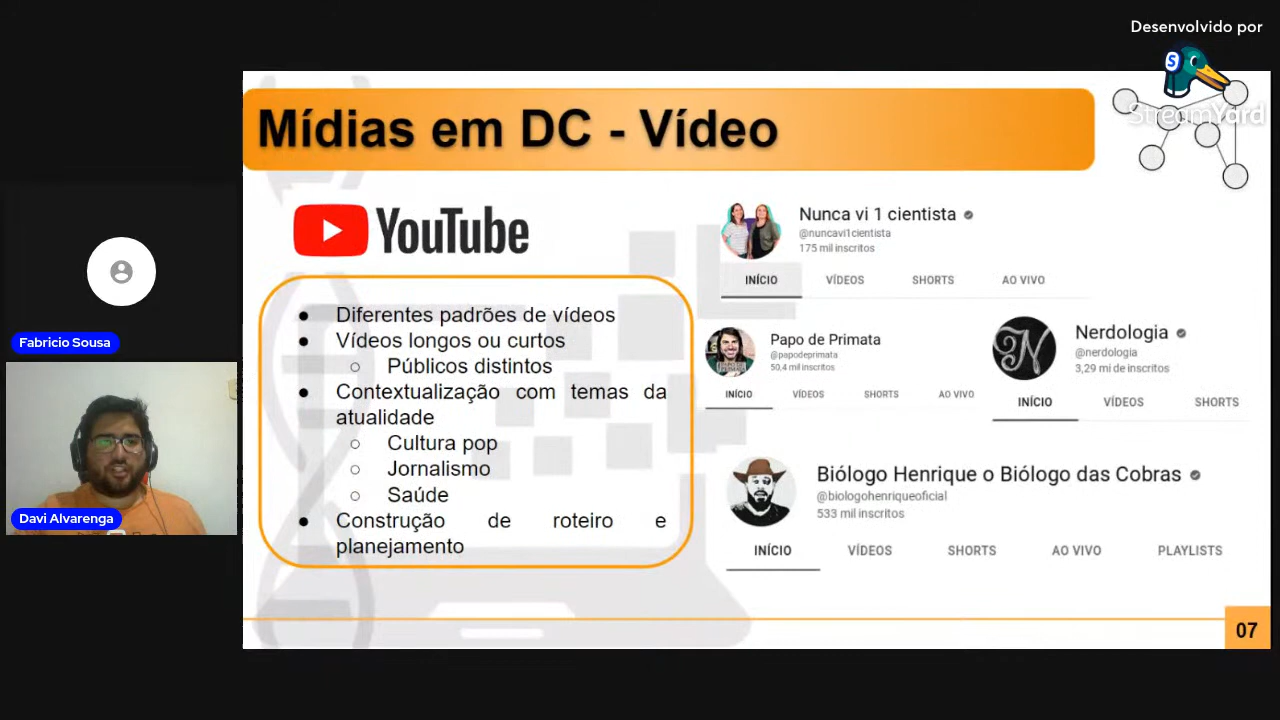 Desenvolvido por
StreamYard
Mídias em DC - Vídeo
YouTube
Diferentes padrões de vídeos
Vídeos longos ou curtos
Públicos distintos
Contextualização com temas da
atualidade
Cultura pop
Jornalismo
Saúde
Construção de roteiro e
planejamento
Nunca vi 1 cientista
@nuncavi1cientista
175 mil inscritos
INÍCIO VÍDEOS SHORTS AO VIVO
Papo de Primata
@papodeprimata
50,4 mil inscritos
INÍCIO VÍDEOS SHORTS AO VIVO
Nerdologia
@nerdologia
3,29 mi de inscritos
INÍCIO VÍDEOS SHORTS
Biólogo Henrique o Biólogo das Cobras
@biologohenriqueoficial
533 mil inscritos
INÍCIO VÍDEOS SHORTS AO VIVO PLAYLISTS
07
Fabricio Sousa
Davi Alvarenga